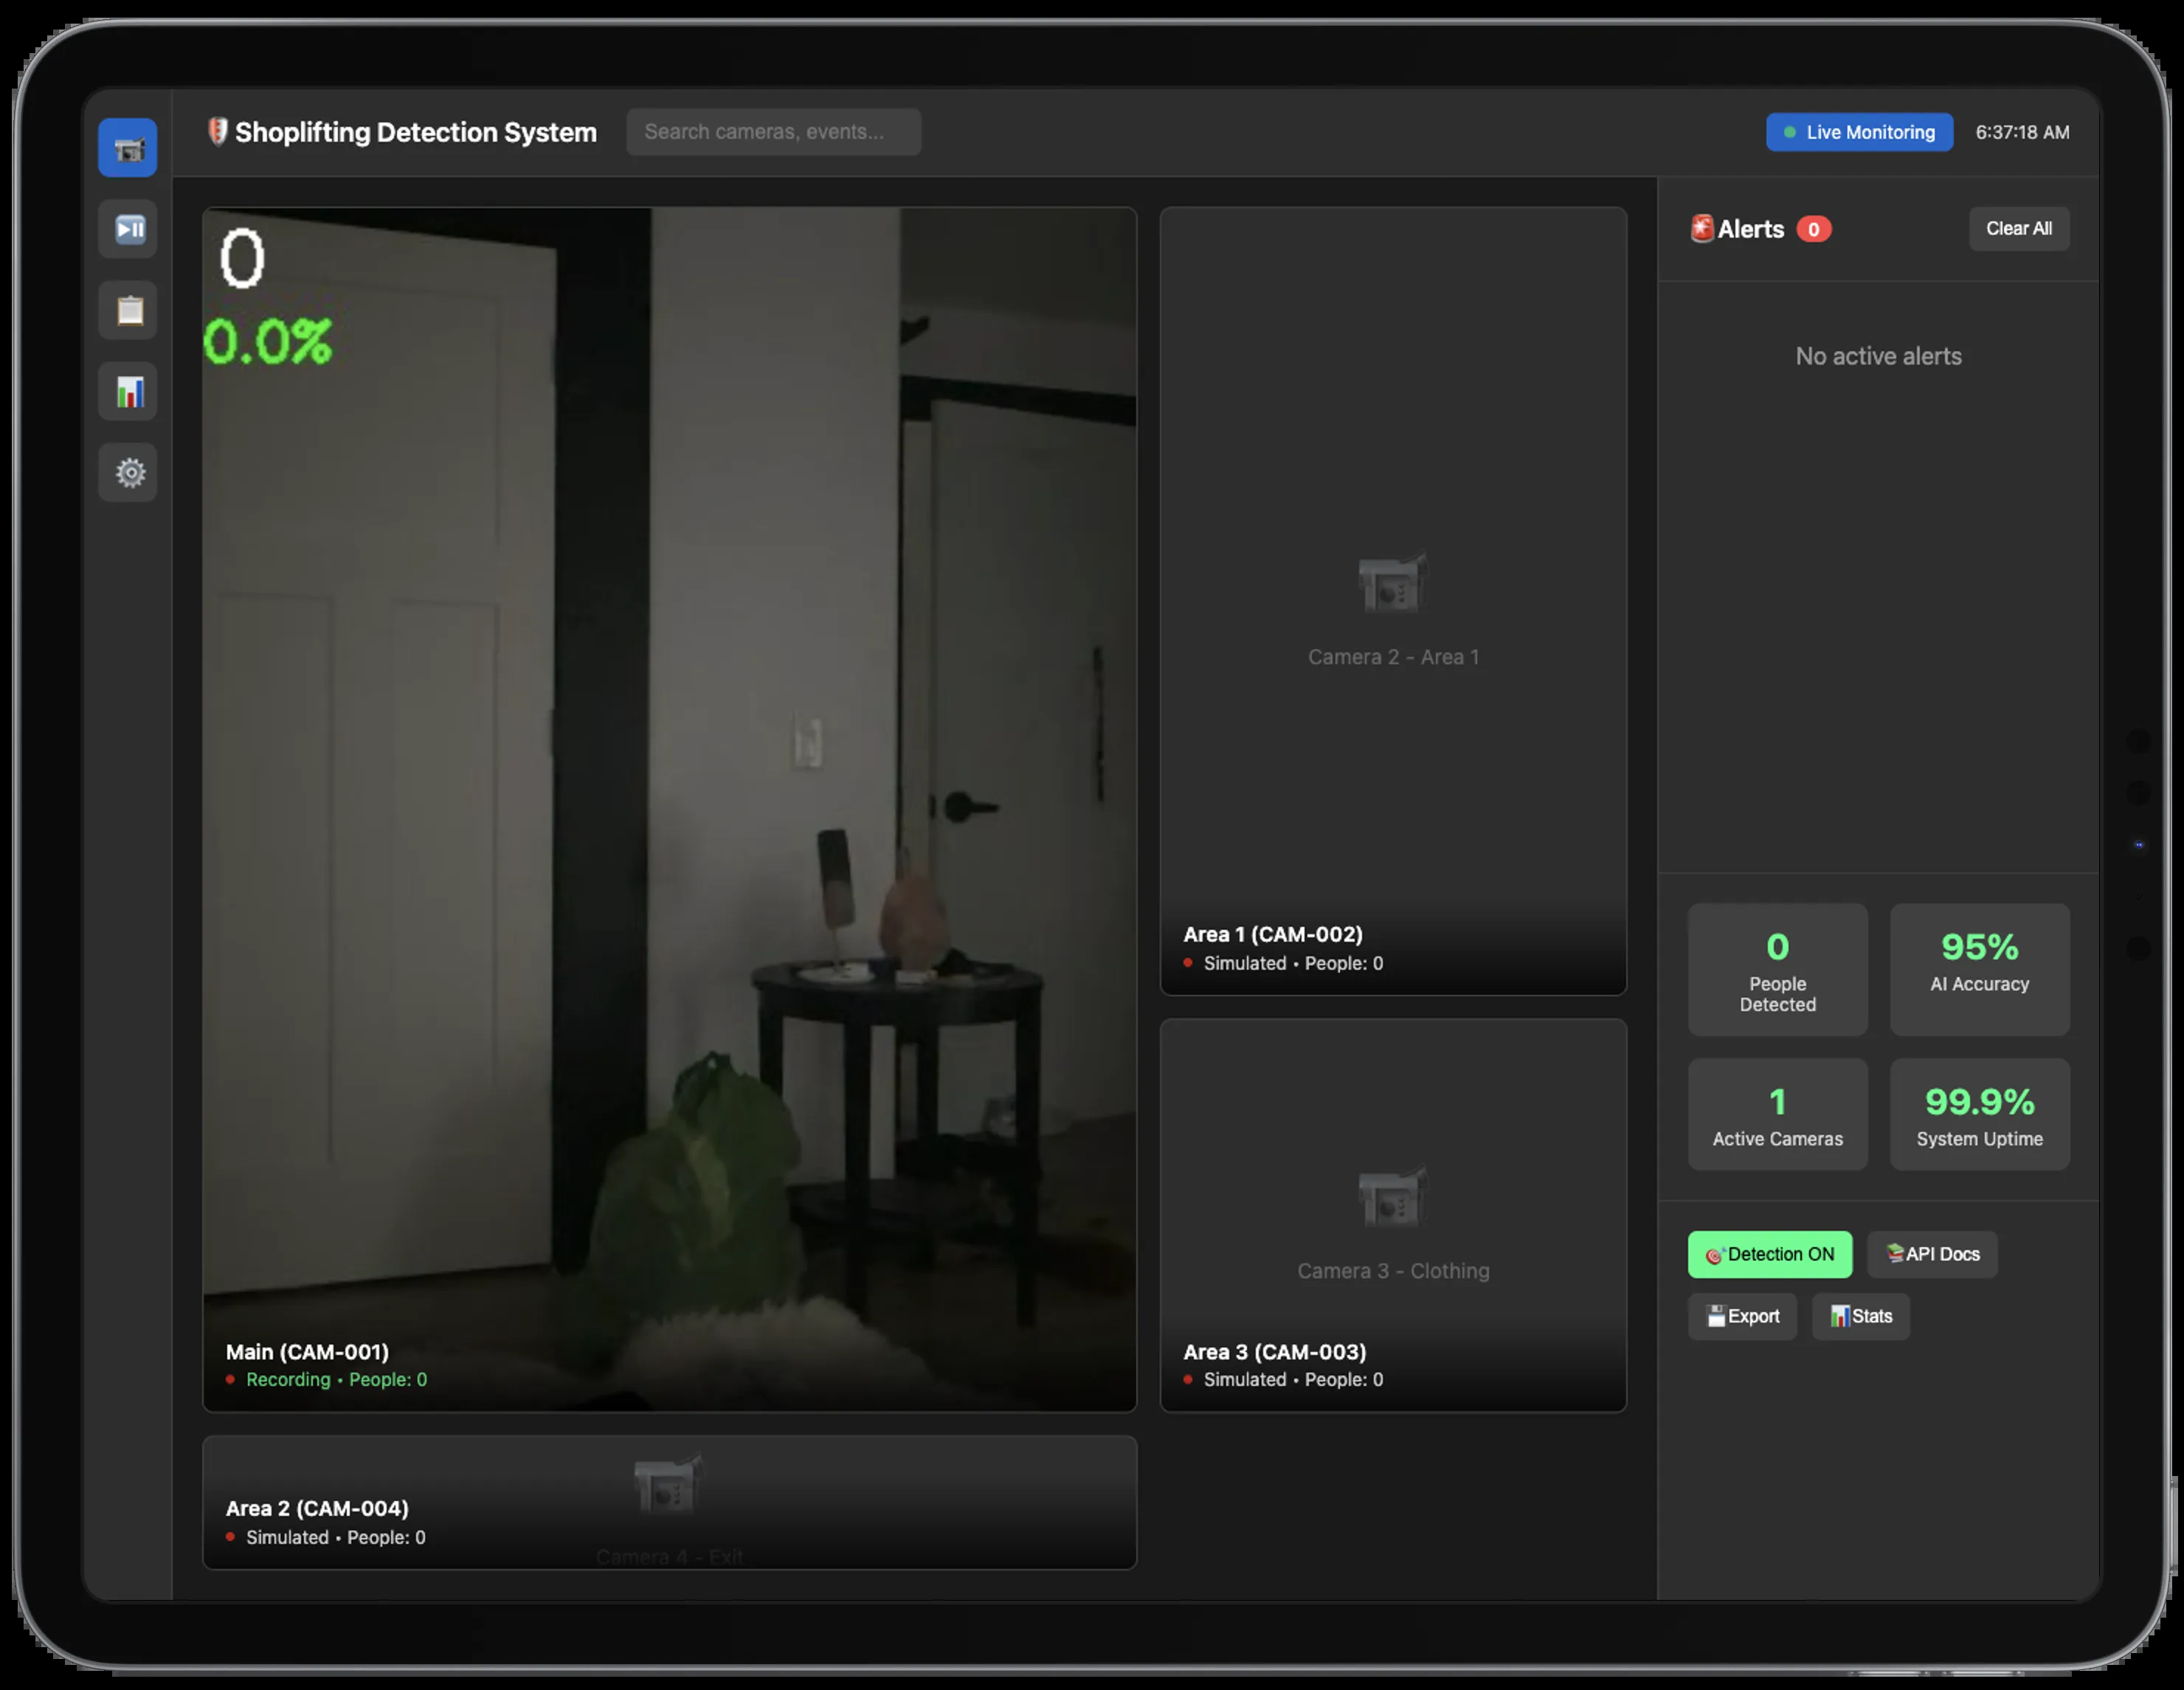 Shoplifting Detection System
Search cameras, events...
Live Monitoring
6:37:18 AM
0
0.0%
Main (CAM-001)
Recording • People: 0
Camera 2 - Area 1
Area 1 (CAM-002)
Simulated • People: 0
Camera 3 - Clothing
Area 3 (CAM-003)
Simulated • People: 0
Area 2 (CAM-004)
Simulated • People: 0
Camera 4 - Exit
Alerts 0
Clear All
No active alerts
0
People
Detected
95%
AI Accuracy
1
Active Cameras
99.9%
System Uptime
Detection ON
API Docs
Export
Stats